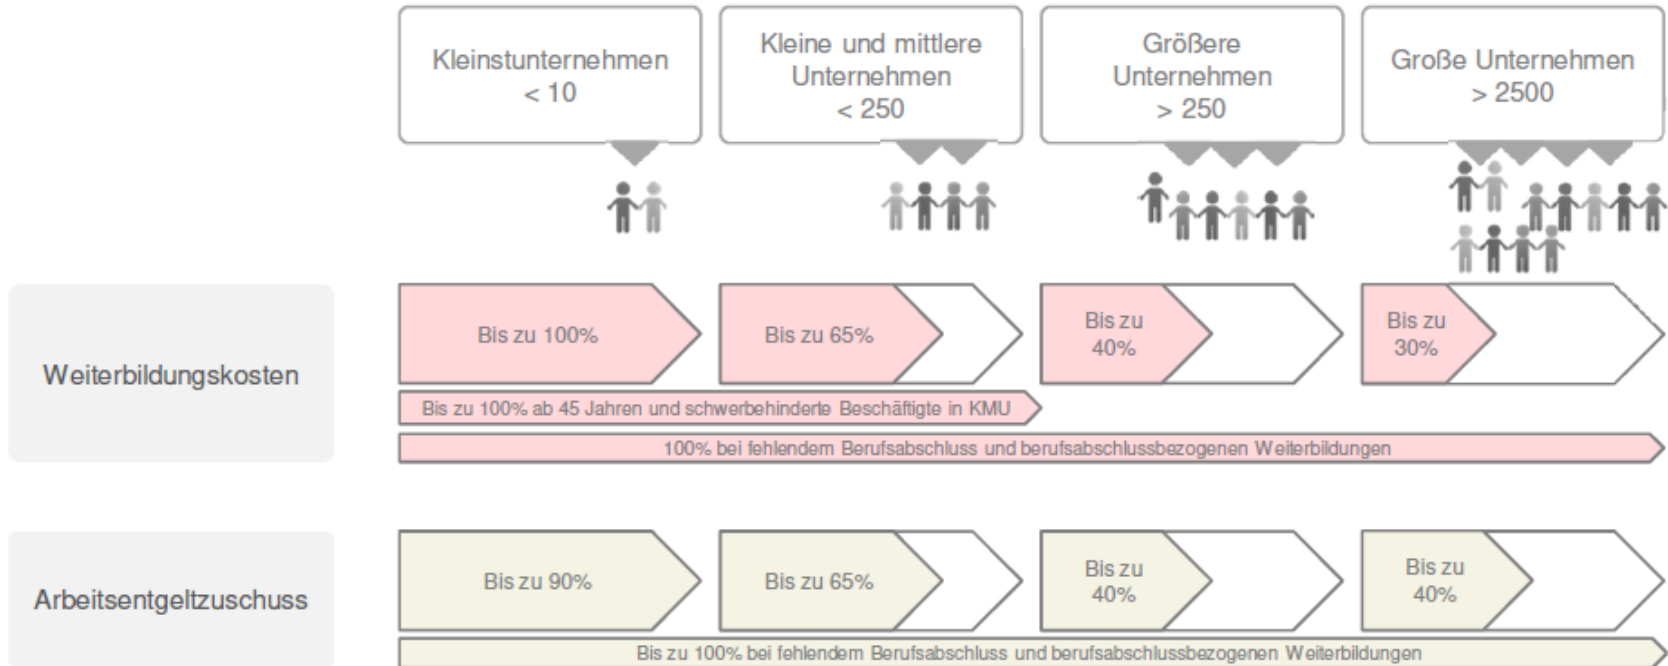 Kleinstunternehmen
< 10
Kleine und mittlere
Unternehmen
< 250
Größere
Unternehmen
> 250
Große Unternehmen
> 2500
Weiterbildungskosten
Bis zu 100%
Bis zu 65%
Bis zu
40%
Bis zu
30%
Bis zu 100% ab 45 Jahren und schwerbehinderte Beschäftigte in KMU
100% bei fehlendem Berufsabschluss und berufsabschlussbezogenen Weiterbildungen
Arbeitsentgeltzuschuss
Bis zu 90%
Bis zu 65%
Bis zu
40%
Bis zu
40%
Bis zu 100% bei fehlendem Berufsabschluss und berufsabschlussbezogenen Weiterbildungen